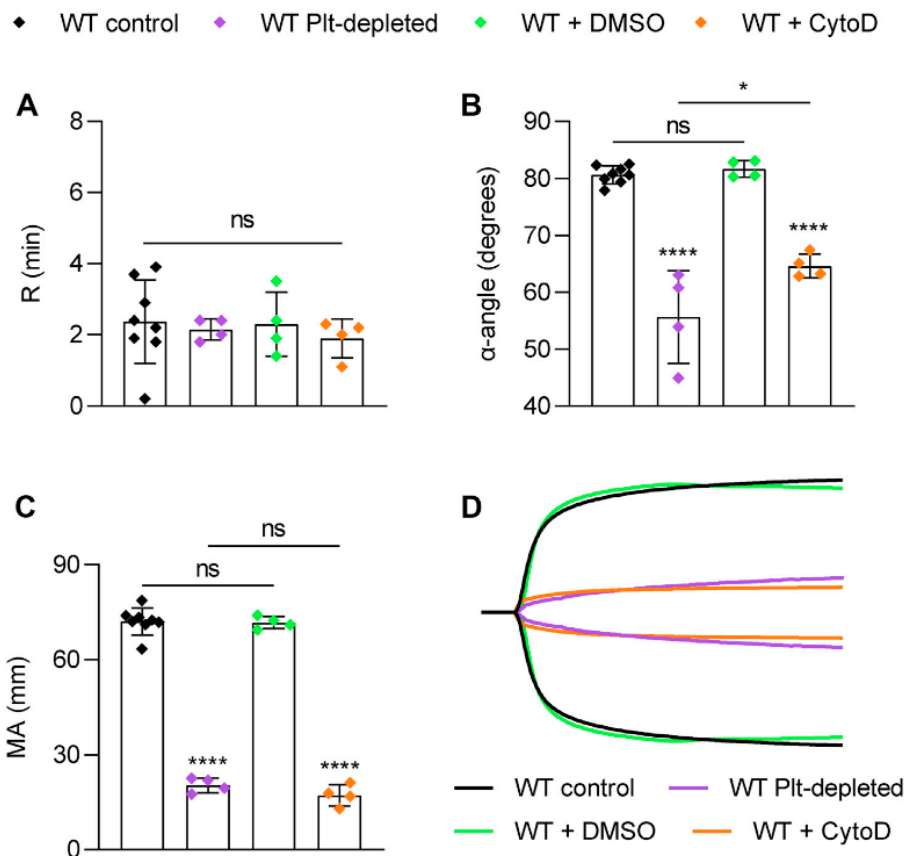 WT control WT Plt-depleted WT + DMSO WT + CytoD
A
8
6
4
2
0
R (min)
ns
B
90
80
70
60
50
40
α-angle (degrees)
*
ns
****
****
C
90
60
30
0
MA (mm)
ns
ns
****
****
D
WT control WT Plt-depleted
WT + DMSO WT + CytoD